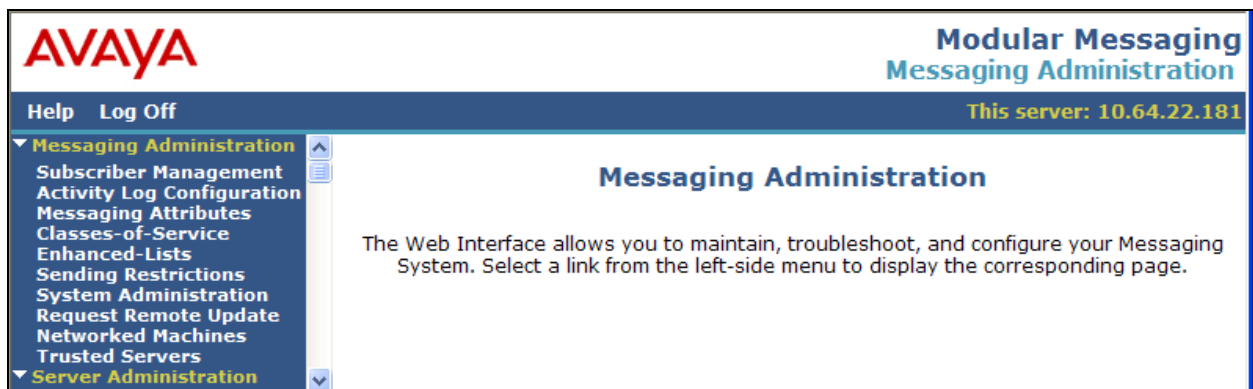 AVAYA
Modular Messaging
Messaging Administration
Help Log Off
This server: 10.64.22.181
Messaging Administration
Subscriber Management
Activity Log Configuration
Messaging Attributes
Classes-of-Service
Enhanced-Lists
Sending Restrictions
System Administration
Request Remote Update
Networked Machines
Trusted Servers
Server Administration
Messaging Administration
The Web Interface allows you to maintain, troubleshoot, and configure your Messaging
System. Select a link from the left-side menu to display the corresponding page.